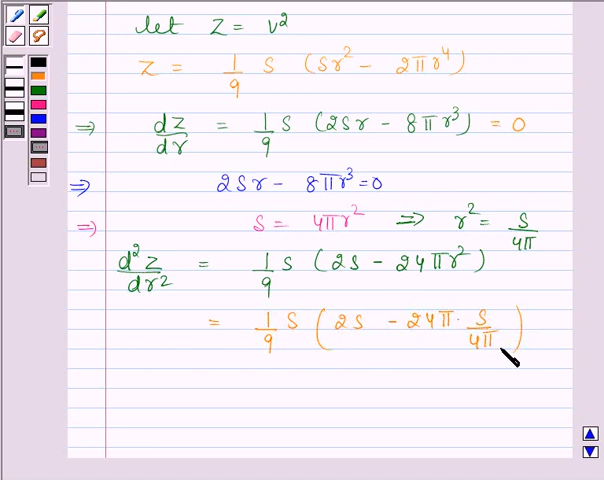 let Z = V²
Z = 1/9 S (Sr² - 2πr⁴)
⇒ dZ/dr = 1/9 S (2Sr - 8πr³) = 0
⇒ 2Sr - 8πr³ = 0
⇒ S = 4πr² ⇒ r² = S/4π
d²Z/dr² = 1/9 S (2S - 24πr²)
= 1/9 S (2S - 24π · S/4π)